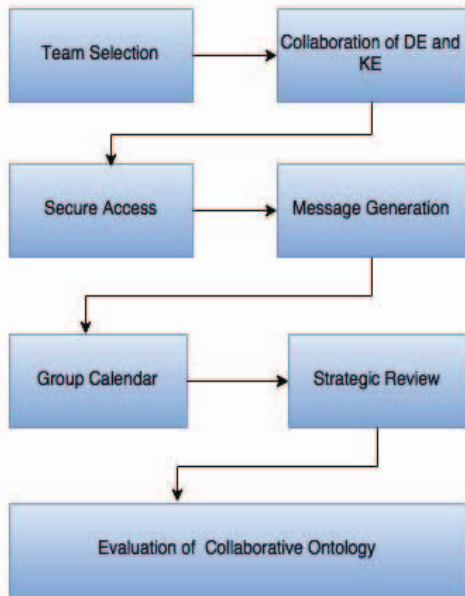 Team Selection
Collaboration of DE and
KE
Secure Access
Message Generation
Group Calendar
Strategic Review
Evaluation of Collaborative Ontology